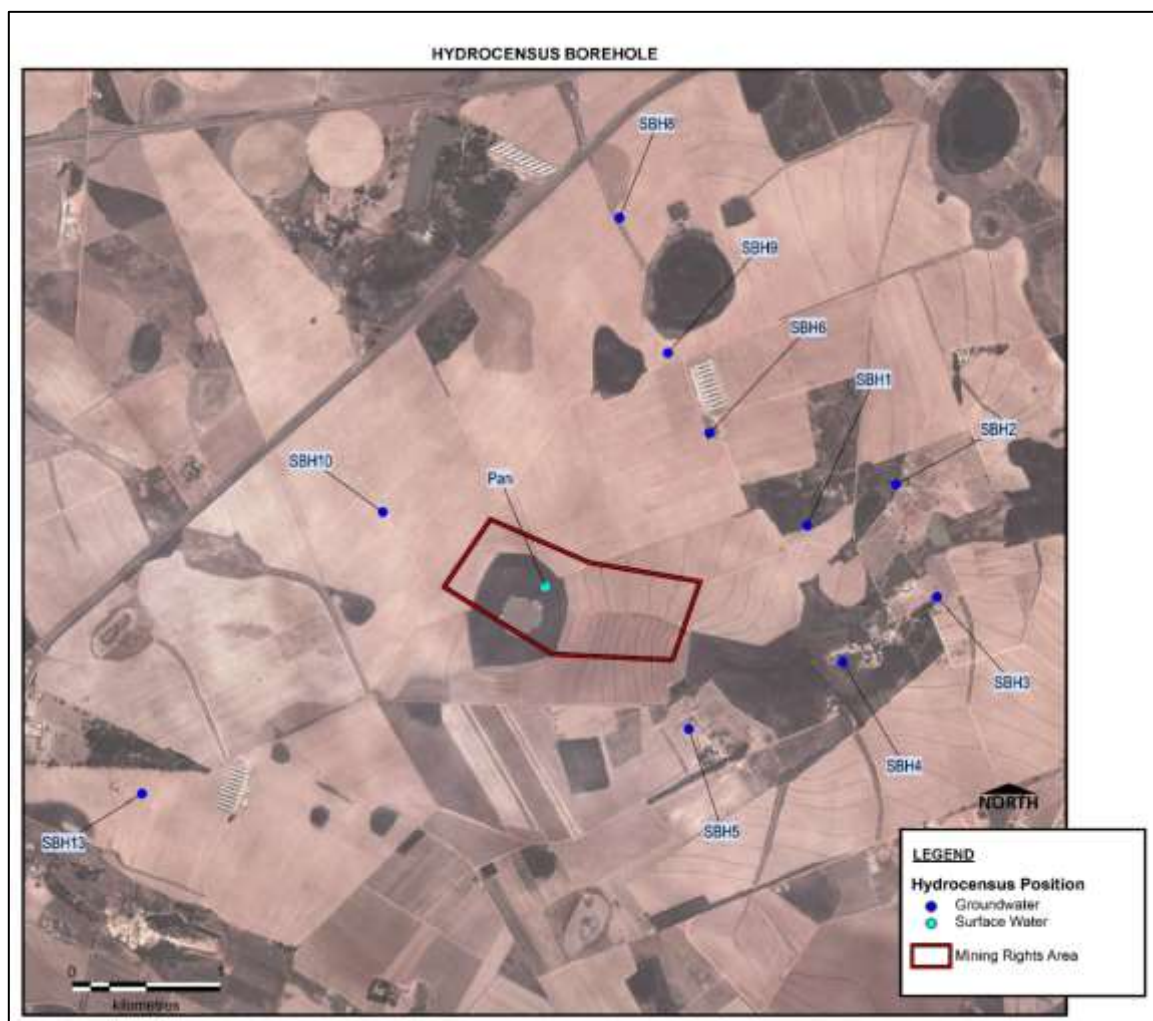 HYDROCENSUS BOREHOLE
SBH8
SBH9
SBH6
SBH1
SBH2
SBH10
Pan
SBH3
SBH4
NORTH
SBH5
SBH13
LEGEND
Hydrocensus Position
Groundwater
Surface Water
Mining Rights Area
0 1
kilometres